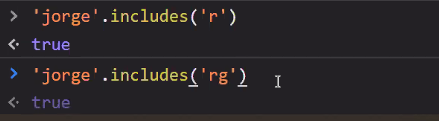 > 'jorge'.includes('r')
<· true
> 'jorge'.includes('rg')
<· true